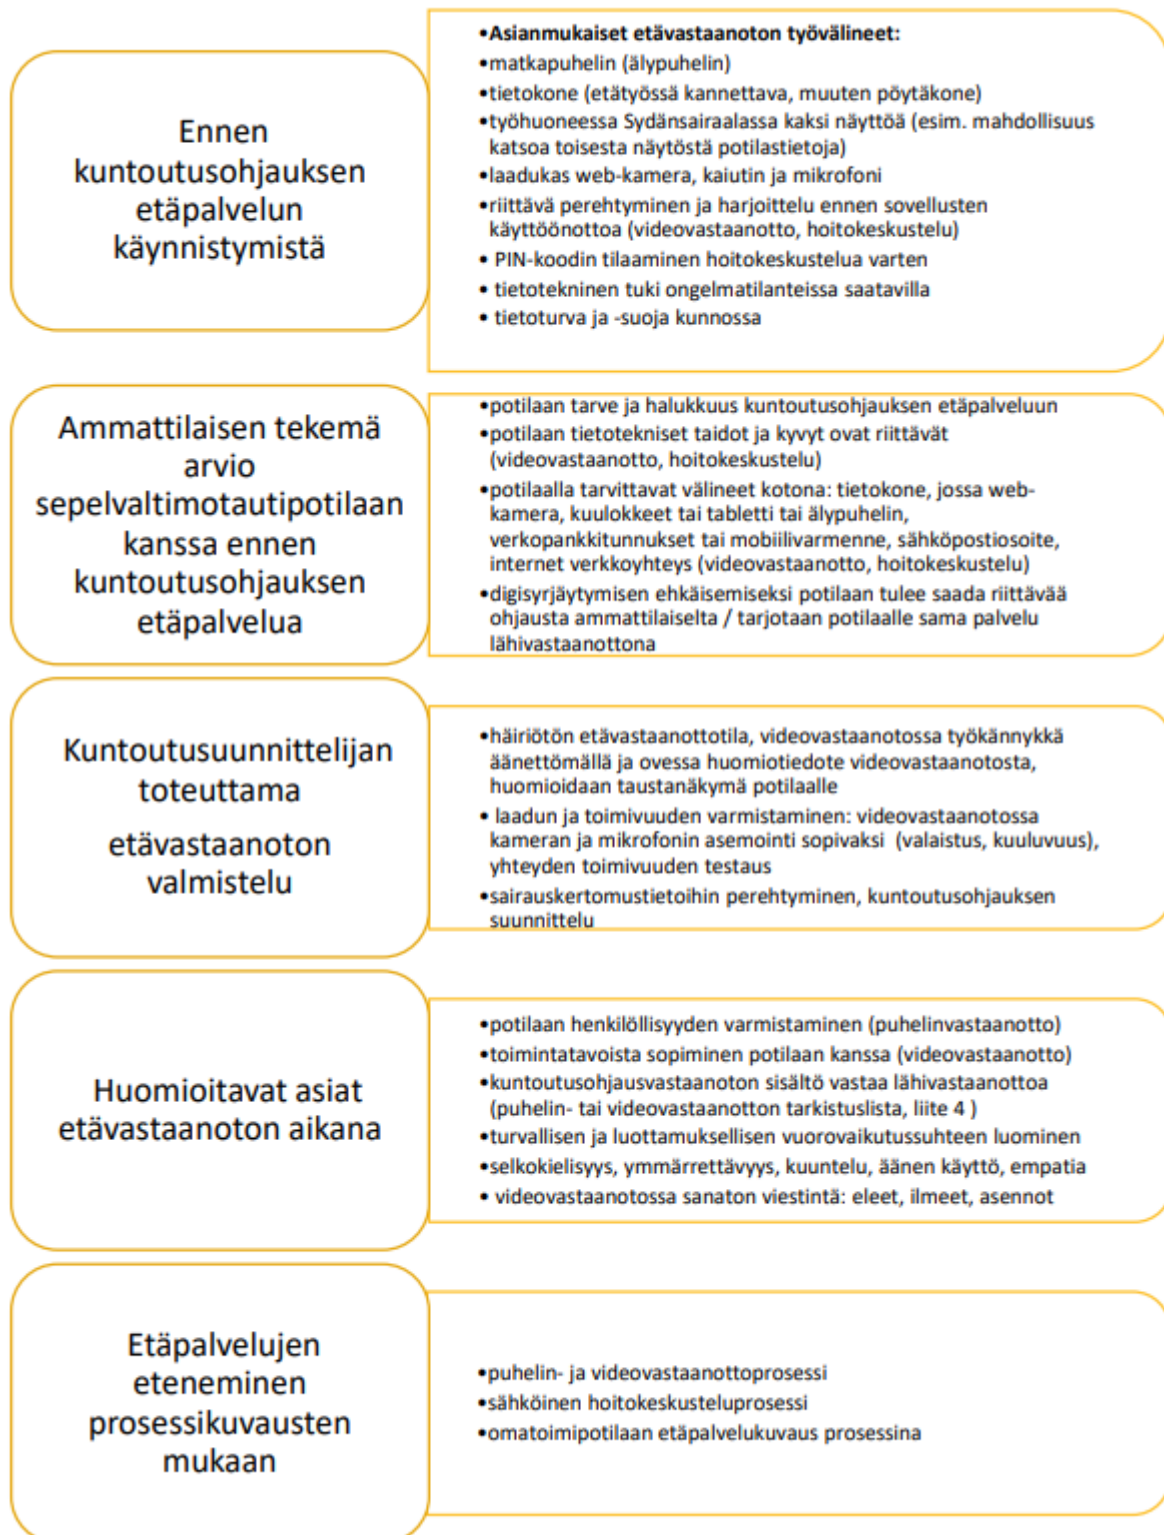 Ennen
kuntoutusohjauksen
etäpalvelun
käynnistymistä
•Asianmukaiset etävastaanoton työvälineet:
•matkapuhelin (älypuhelin)
•tietokone (etätyössä kannettava, muuten pöytäkone)
•työhuoneessa Sydänsairaalassa kaksi näyttöä (esim. mahdollisuus
katsoa toisesta näytöstä potilastietoja)
•laadukas web-kamera, kaiutin ja mikrofoni
•riittävä perehtyminen ja harjoittelu ennen sovellusten
käyttöönottoa (videovastaanotto, hoitokeskustelu)
• PIN-koodin tilaaminen hoitokeskustelua varten
• tietotekninen tuki ongelmatilanteissa saatavilla
• tietoturva ja -suoja kunnossa
Ammattilaisen tekemä
arvio
sepelvaltimotautipotilaan
kanssa ennen
kuntoutusohjauksen
etäpalvelua
•potilaan tarve ja halukkuus kuntoutusohjauksen etäpalveluun
•potilaan tietotekniset taidot ja kyvyt ovat riittävät
(videovastaanotto, hoitokeskustelu)
•potilaalla tarvittavat välineet kotona: tietokone, jossa web-
kamera, kuulokkeet tai tabletti tai älypuhelin,
verkopankkitunnukset tai mobiilivarmenne, sähköpostiosoite,
internet verkkoyhteys (videovastaanotto, hoitokeskustelu)
•digisyrjäytymisen ehkäisemiseksi potilaan tulee saada riittävää
ohjausta ammattilaiselta / tarjotaan potilaalle sama palvelu
lähivastaanottona
Kuntoutusuunnittelijan
toteuttama
etävastaanoton
valmistelu
•häiriötön etävastaanottotila, videovastaanotossa työkännykkä
äänettömällä ja ovessa huomiotiedote videovastaanotosta,
huomioidaan taustanäkymä potilaalle
• laadun ja toimivuuden varmistaminen: videovastaanotossa
kameran ja mikrofonin asemointi sopivaksi (valaistus, kuuluvuus),
yhteyden toimivuuden testaus
•sairauskertomustietoihin perehtyminen, kuntoutusohjauksen
suunnittelu
Huomioitavat asiat
etävastaanoton aikana
•potilaan henkilöllisyyden varmistaminen (puhelinvastaanotto)
•toimintatavoista sopiminen potilaan kanssa (videovastaanotto)
•kuntoutusohjausvastaanoton sisältö vastaa lähivastaanottoa
(puhelin- tai videovastaanotton tarkistuslista, liite 4 )
•turvallisen ja luottamuksellisen vuorovaikutussuhteen luominen
•selkokielisyys, ymmärrettävyys, kuuntelu, äänen käyttö, empatia
• videovastaanotossa sanaton viestintä: eleet, ilmeet, asennot
Etäpalvelujen
eteneminen
prosessikuvausten
mukaan
•puhelin- ja videovastaanottoprosessi
•sähköinen hoitokeskusteluprosessi
•omatoimipotilaan etäpalvelukuvaus prosessina